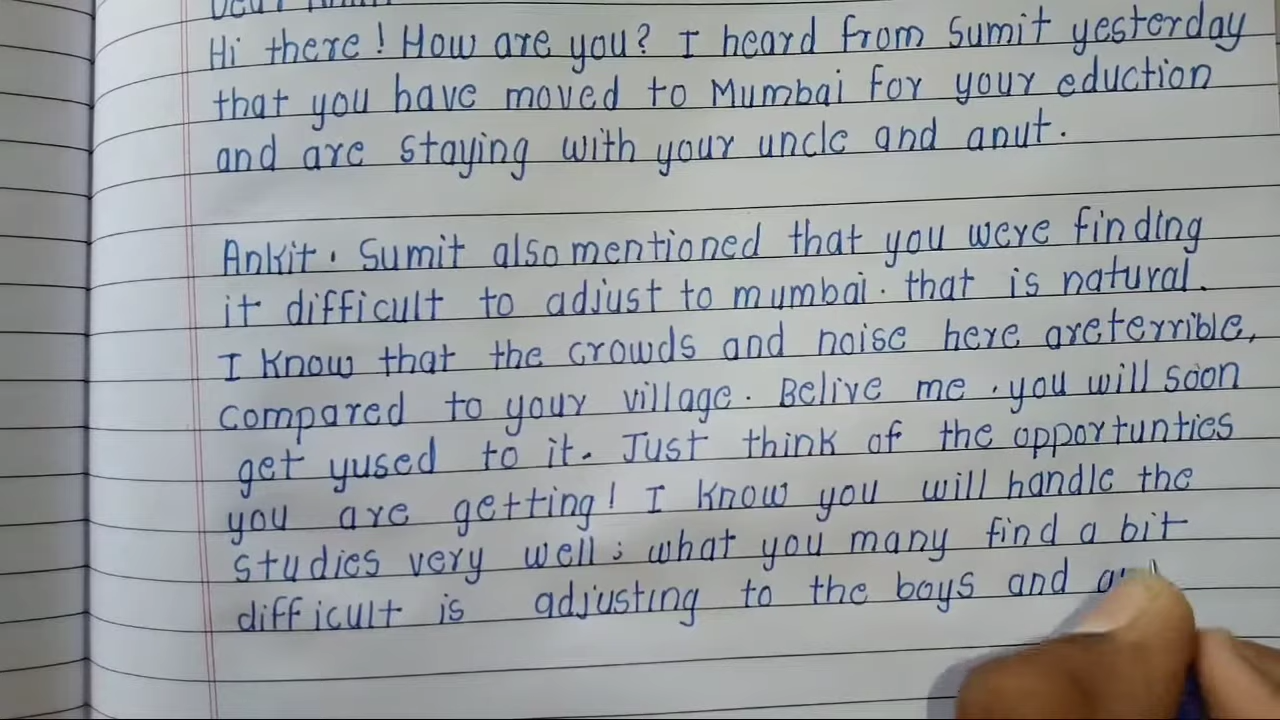 Hi there! How are you? I heard from Sumit yesterday
that you have moved to Mumbai for your eduction
and are staying with your uncle and anut.
Ankit. Sumit also mentioned that you were finding
it difficult to adjust to mumbai. that is natural.
I Know that the crowds and noise here are terrible,
compared to your village. Belive me. you will soon
get yused to it. Just think of the opportunties
you are getting! I Know you will handle the
studies very well; what you many find a bit
difficult is adjusting to the boys and